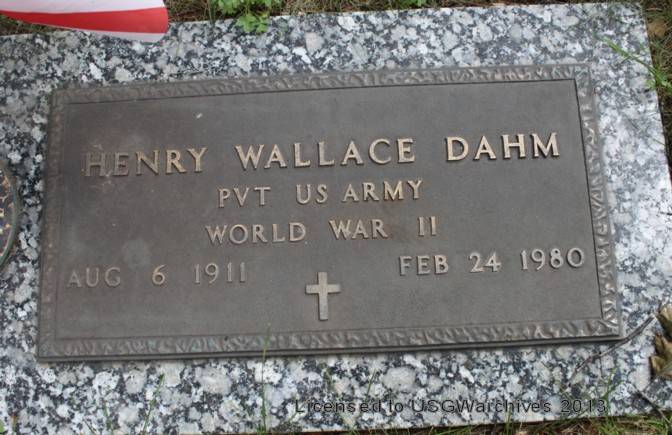 HENRY WALLACE DAHM
PVT US ARMY
WORLD WAR II
AUG 6 1911 FEB 24 1980
Licensed to USGWarchives 2013